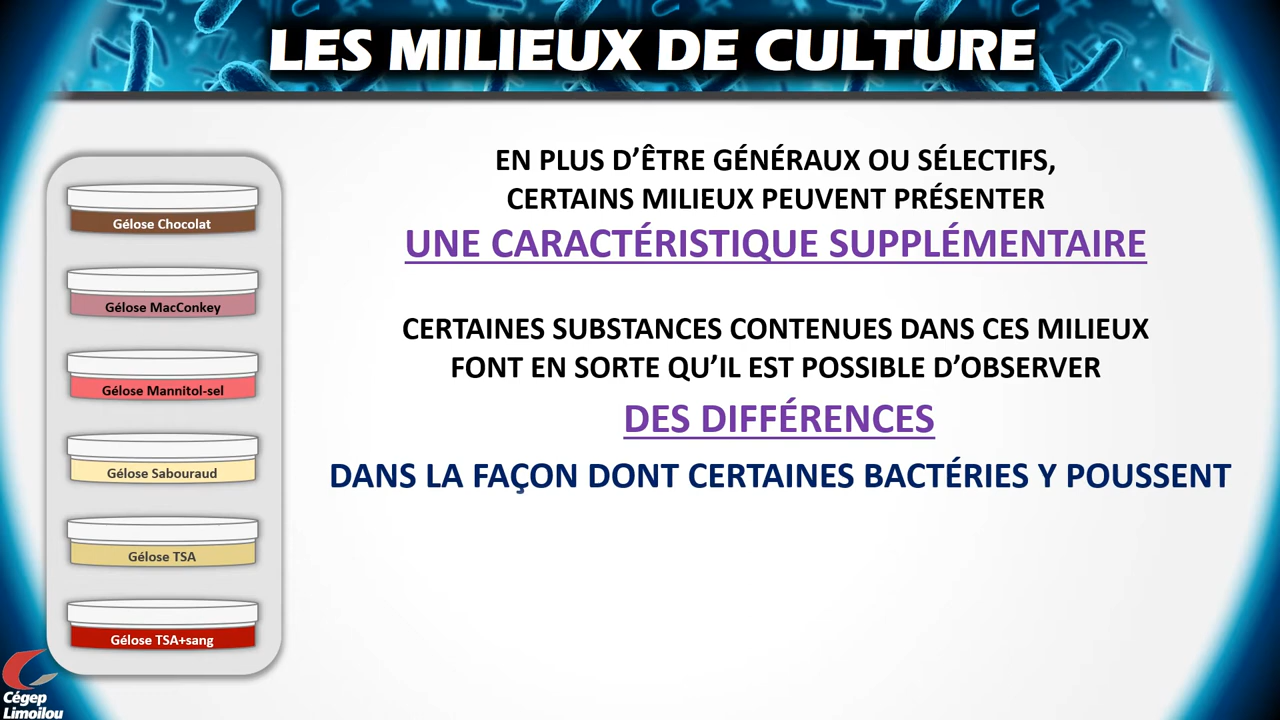 LES MILIEUX DE CULTURE
Gélose Chocolat
Gélose MacConkey
Gélose Mannitol-sel
Gélose Sabouraud
Gélose TSA
Gélose TSA+sang
EN PLUS D'ÊTRE GÉNÉRAUX OU SÉLECTIFS,
CERTAINS MILIEUX PEUVENT PRÉSENTER
UNE CARACTÉRISTIQUE SUPPLÉMENTAIRE
CERTAINES SUBSTANCES CONTENUES DANS CES MILIEUX
FONT EN SORTE QU'IL EST POSSIBLE D'OBSERVER
DES DIFFÉRENCES
DANS LA FAÇON DONT CERTAINES BACTÉRIES Y POUSSENT
Cégep
Limoilou